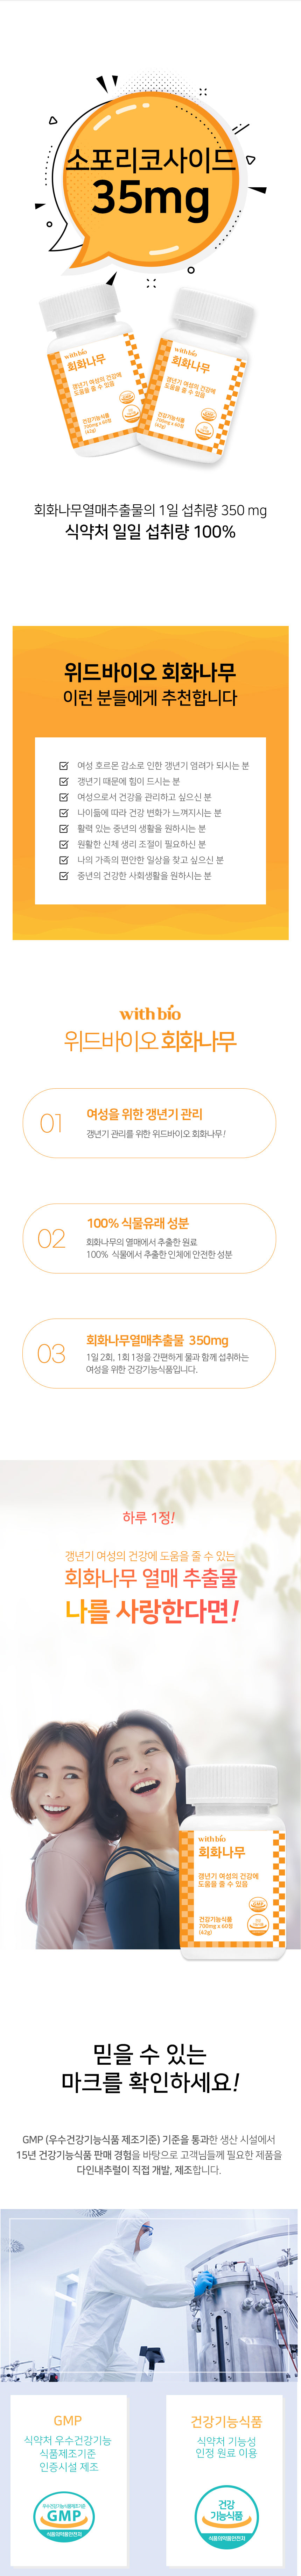 소포리코사이드
35mg
with bio
회화나무
갱년기 여성의 건강에
도움을 줄 수 있음
건강기능식품
700mg x 60정
(42g)
with bio
회화나무
갱년기 여성의 건강에
도움을 줄 수 있음
건강기능식품
700mg x 60정
(42g)
회화나무열매추출물의 1일 섭취량 350 mg
식약처 일일 섭취량 100%
위드바이오 회화나무
이런 분들에게 추천합니다
여성 호르몬 감소로 인한 갱년기 염려가 되시는 분
갱년기 때문에 힘이 드시는 분
여성으로서 건강을 관리하고 싶으신 분
나이듦에 따라 건강 변화가 느껴지시는 분
활력 있는 중년의 생활을 원하시는 분
원활한 신체 생리 조절이 필요하신 분
나의 가족의 편안한 일상을 찾고 싶으신 분
중년의 건강한 사회생활을 원하시는 분
with bio
위드바이오 회화나무
01
여성을 위한 갱년기 관리
갱년기 관리를 위한 위드바이오 회화나무!
02
100% 식물유래 성분
회화나무의 열매에서 추출한 원료
100% 식물에서 추출한 인체에 안전한 성분
03
회화나무열매추출물 350mg
1일 2회, 1회 1정을 간편하게 물과 함께 섭취하는
여성을 위한 건강기능식품입니다.
하루 1정!
갱년기 여성의 건강에 도움을 줄 수 있는
회화나무 열매 추출물
나를 사랑한다면!
with bio
회화나무
갱년기 여성의 건강에
도움을 줄 수 있음
건강기능식품
700mg x 60정
(42g)
믿을 수 있는
마크를 확인하세요!
GMP (우수건강기능식품 제조기준) 기준을 통과한 생산 시설에서
15년 건강기능식품 판매 경험을 바탕으로 고객님들께 필요한 제품을
다인내추럴이 직접 개발, 제조합니다.
GMP
식약처 우수건강기능
식품제조기준
인증시설 제조
우수건강기능식품제조기준
GMP
식품의약품안전처
건강기능식품
식약처 기능성
인정 원료 이용
건강
기능식품
식품의약품안전처